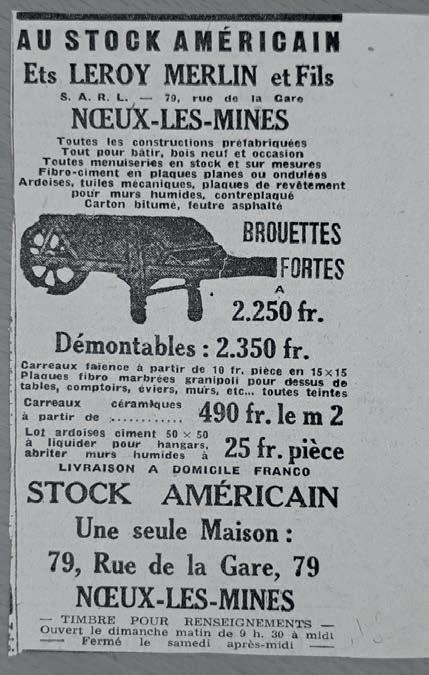 AU STOCK AMÉRICAIN
Ets LEROY MERLIN et Fils
S. A. R. L. — 79, rue de la Gare
NŒUX-LES-MINES
Toutes les constructions préfabriquées
Tout pour bâtir, bois neuf et occasion
Toutes menuiseries en stock et sur mesures
Fibro-ciment en plaques planes ou ondulées
Ardoises, tuiles mécaniques, plaques de revêtement
pour murs humides, contreplaqué
Carton bitumé, feutre asphalté
BROUETTES
FORTES
A
2.250 fr.
Démontables : 2.350 fr.
Carreaux faïence à partir de 10 fr. pièce en 15×15
Plaques fibro marbrées granipoli pour dessus de
tables, comptoirs, éviers, murs, etc... toutes teintes
Carreaux céramiques
à partir de ........... 490 fr. le m 2
Lot ardoises ciment 50 × 50
à liquider pour hangars,
abriter murs humides à 25 fr. pièce
LIVRAISON A DOMICILE FRANCO
STOCK AMÉRICAIN
Une seule Maison :
79, Rue de la Gare, 79
NŒUX-LES-MINES
— TIMBRE POUR RENSEIGNEMENTS —
Ouvert le dimanche matin de 9 h. 30 à midi
— Fermé le samedi après-midi —